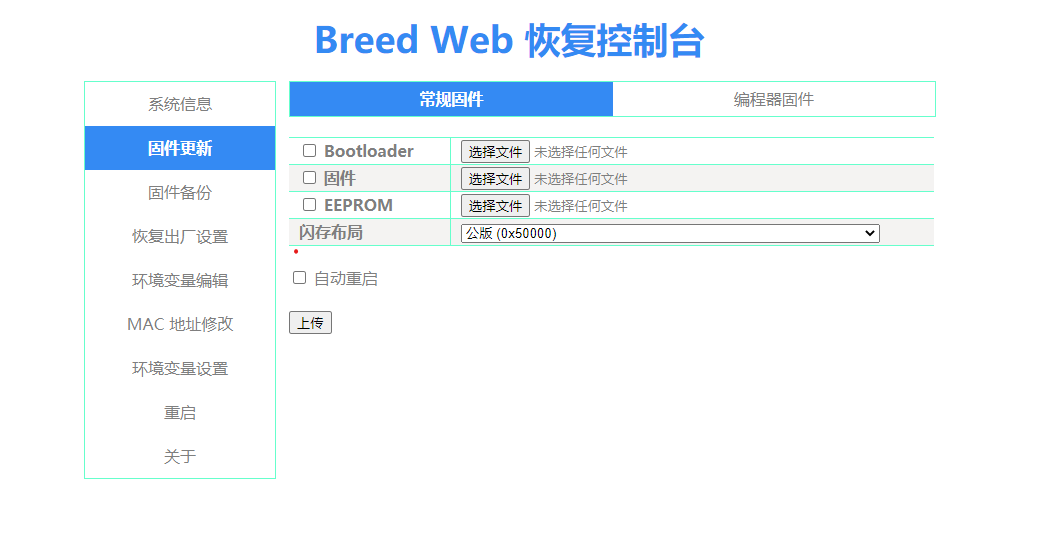 Breed Web 恢复控制台
系统信息
固件更新
固件备份
恢复出厂设置
环境变量编辑
MAC 地址修改
环境变量设置
重启
关于
常规固件 编程器固件
Bootloader 选择文件 未选择任何文件
固件 选择文件 未选择任何文件
EEPROM 选择文件 未选择任何文件
闪存布局 公版 (0x50000)
自动重启
上传